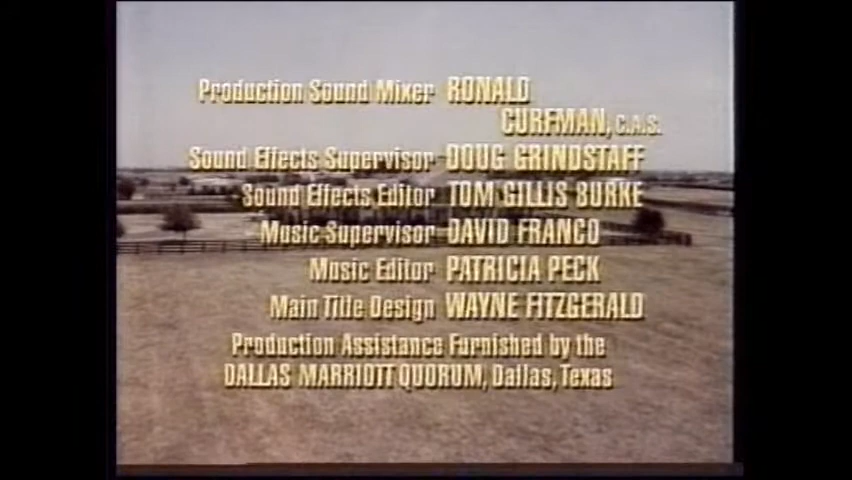 Production Sound Mixer RONALD
CURFMAN, C.A.S.
Sound Effects Supervisor DOUG GRINDSTAFF
Sound Effects Editor TOM GILLIS BURKE
Music Supervisor DAVID FRANCO
Music Editor PATRICIA PECK
Main Title Design WAYNE FITZGERALD
Production Assistance Furnished by the
DALLAS MARRIOTT QUORUM, Dallas, Texas